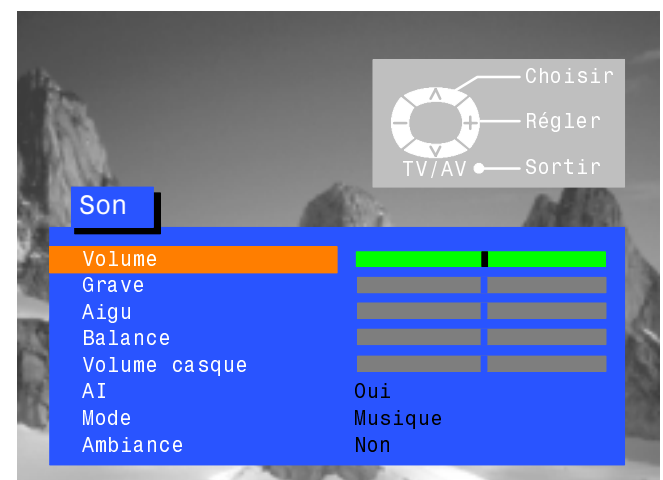 Choisir
Régler
TV/AV Sortir
Son
Volume
Grave
Aigu
Balance
Volume casque
AI Oui
Mode Musique
Ambiance Non